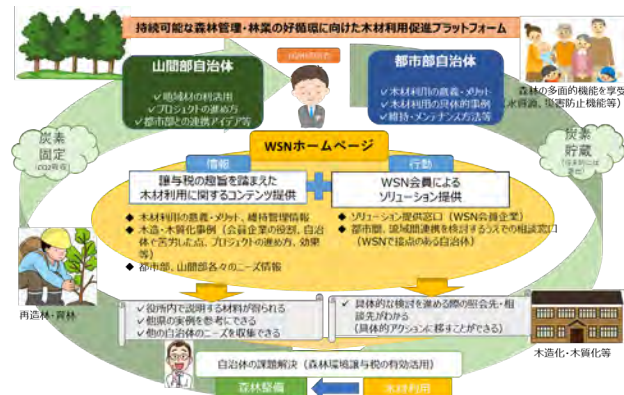 持続可能な森林管理・林業の好循環に向けた木材利用促進プラットフォーム
山間部自治体
✓地域材の利活用
✓プロジェクトの進め方
✓都市部との連携アイデア等
都市部自治体
✓木材利用の意義・メリット
✓木材利用の具体的事例
✓維持・メンテナンス方法等
森林の多面的機能を享受
(水資源、災害防止機能等)
炭素
固定
(CO2吸収)
炭素
貯蔵
WSNホームページ
情報
行動
譲与税の趣旨を踏まえた
木材利用に関するコンテンツ提供
WSN会員による
ソリューション提供
◆ 木材利用の意義・メリット、維持管理情報
◆ 木造・木質化事例(会員企業の役割、自治
体で苦労した点、プロジェクトの進め方、効果
等)
◆ 都市部、山間部各々のニーズ情報
◆ ソリューション提供窓口(WSN会員企業)
◆ 都市間、流域間連携を検討するうえでの相談窓口
(WSNで接点のある自治体)
再造林・育林
✓役所内で説明する材料が得られる
✓他県の実例を参考にできる
✓他の自治体のニーズを収集できる
✓具体的な検討を進める際の照会先・相
談先がわかる
(具体的アクションに移すことができる)
木造化・木質化等
自治体の課題解決(森林環境譲与税の有効活用)
森林整備
木材利用